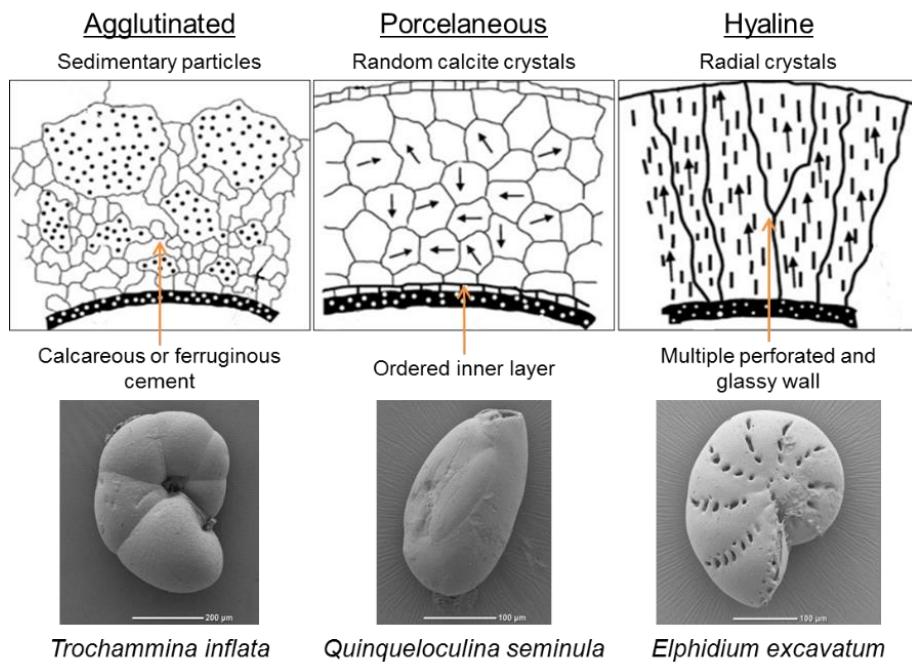 Agglutinated
Porcelaneous
Hyaline
Sedimentary particles
Random calcite crystals
Radial crystals
Calcareous or ferruginous
cement
Ordered inner layer
Multiple perforated and
glassy wall
200 µm
100 µm
100 µm
Trochammina inflata
Quinqueloculina seminula
Elphidium excavatum